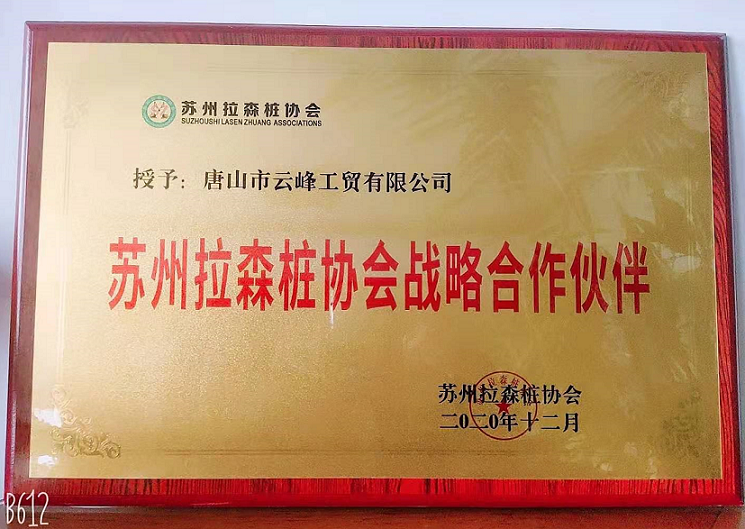 苏州拉森桩协会
SUZHOUSHI LASEN ZHUANG ASSOCIATIONS
授予：唐山市云峰工贸有限公司
苏州拉森桩协会战略合作伙伴
苏州拉森桩协会
二〇二〇年十二月
B612